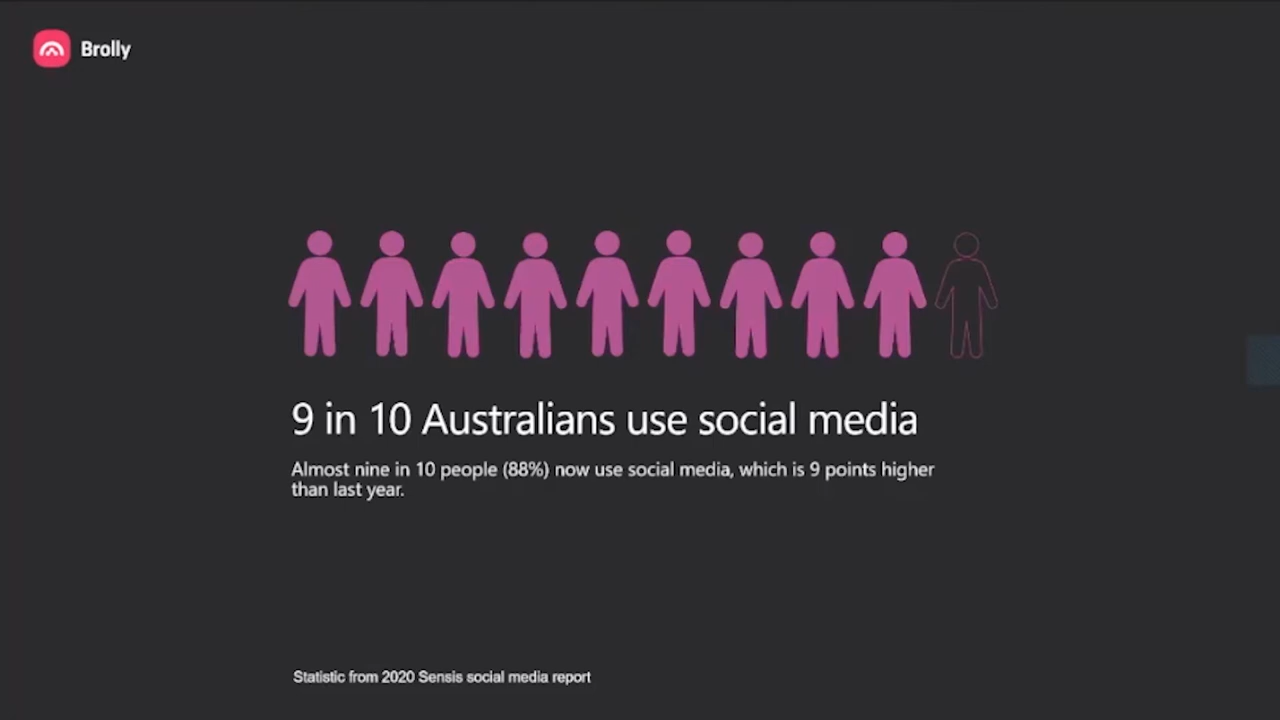 Brolly
9 in 10 Australians use social media
Almost nine in 10 people (88%) now use social media, which is 9 points higher
than last year.
Statistic from 2020 Sensis social media report